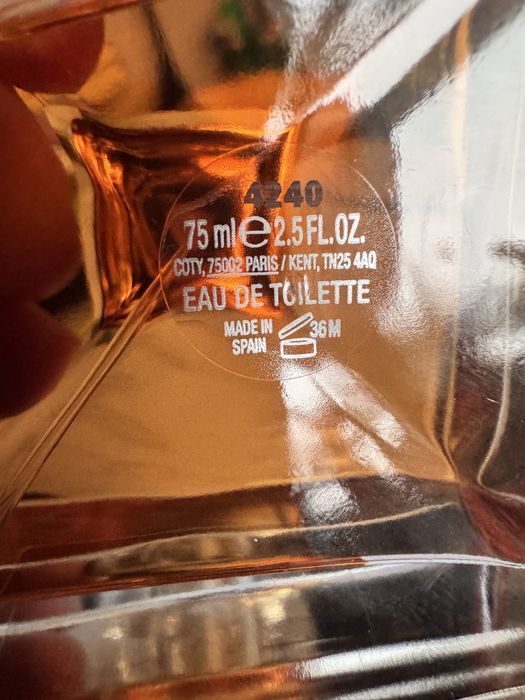 4240
75 ml e 2.5 FL.OZ.
COTY, 75002 PARIS / KENT, TN25 4AQ
EAU DE TOILETTE
MADE IN 36 M
SPAIN